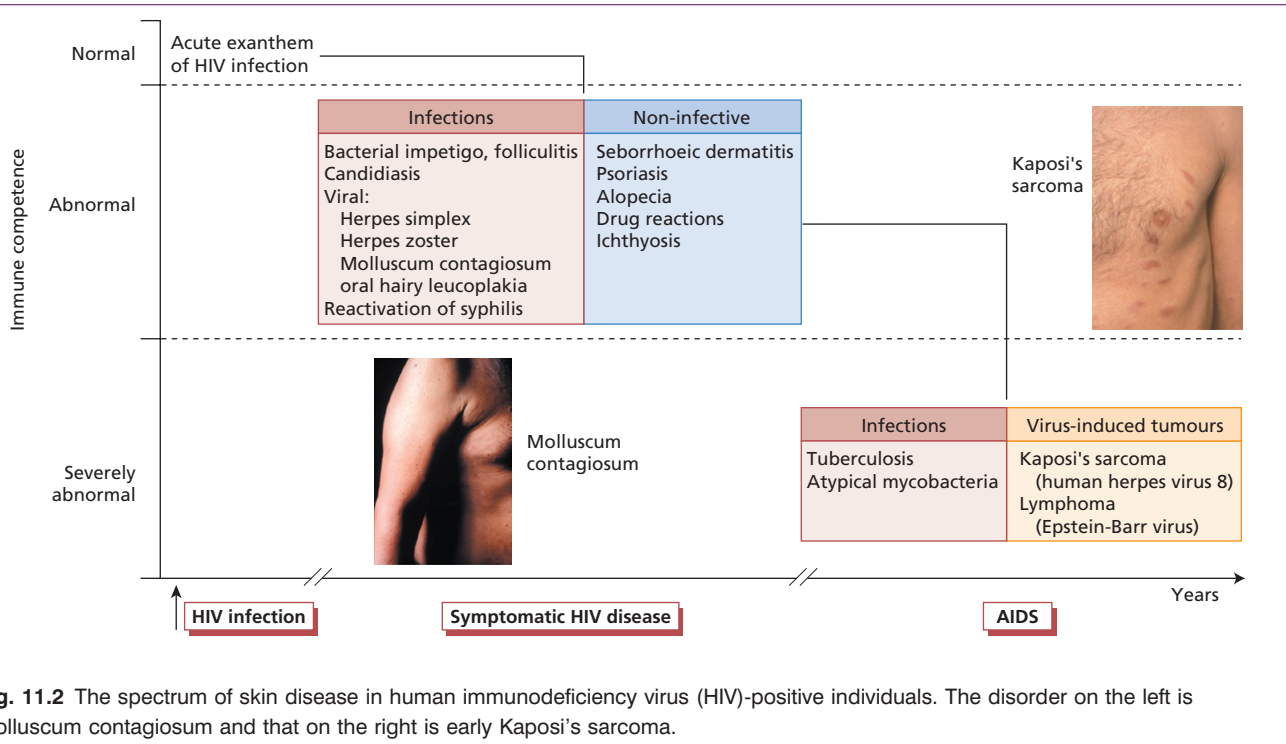 Normal
Acute exanthem
of HIV infection
Immune competence
Abnormal
Infections
Bacterial impetigo, folliculitis
Candidiasis
Viral:
Herpes simplex
Herpes zoster
Molluscum contagiosum
oral hairy leucoplakia
Reactivation of syphilis
Non-infective
Seborrhoeic dermatitis
Psoriasis
Alopecia
Drug reactions
Ichthyosis
Kaposi's
sarcoma
Severely
abnormal
Molluscum
contagiosum
Infections
Tuberculosis
Atypical mycobacteria
Virus-induced tumours
Kaposi's sarcoma
(human herpes virus 8)
Lymphoma
(Epstein-Barr virus)
Years
HIV infection
Symptomatic HIV disease
AIDS
g. 11.2 The spectrum of skin disease in human immunodeficiency virus (HIV)-positive individuals. The disorder on the left is
olluscum contagiosum and that on the right is early Kaposi’s sarcoma.